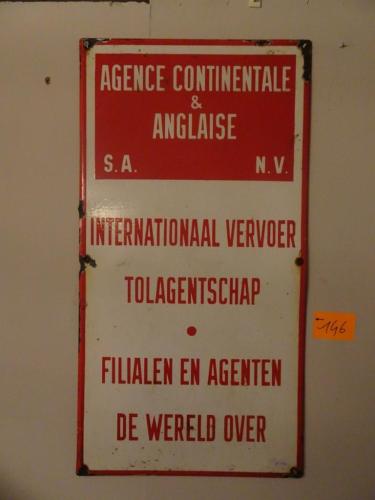 AGENCE CONTINENTALE
&
ANGLAISE
S.A. N.V.
INTERNATIONAAL VERVOER
TOLAGENTSCHAP
•
FILIALEN EN AGENTEN
DE WERELD OVER
146